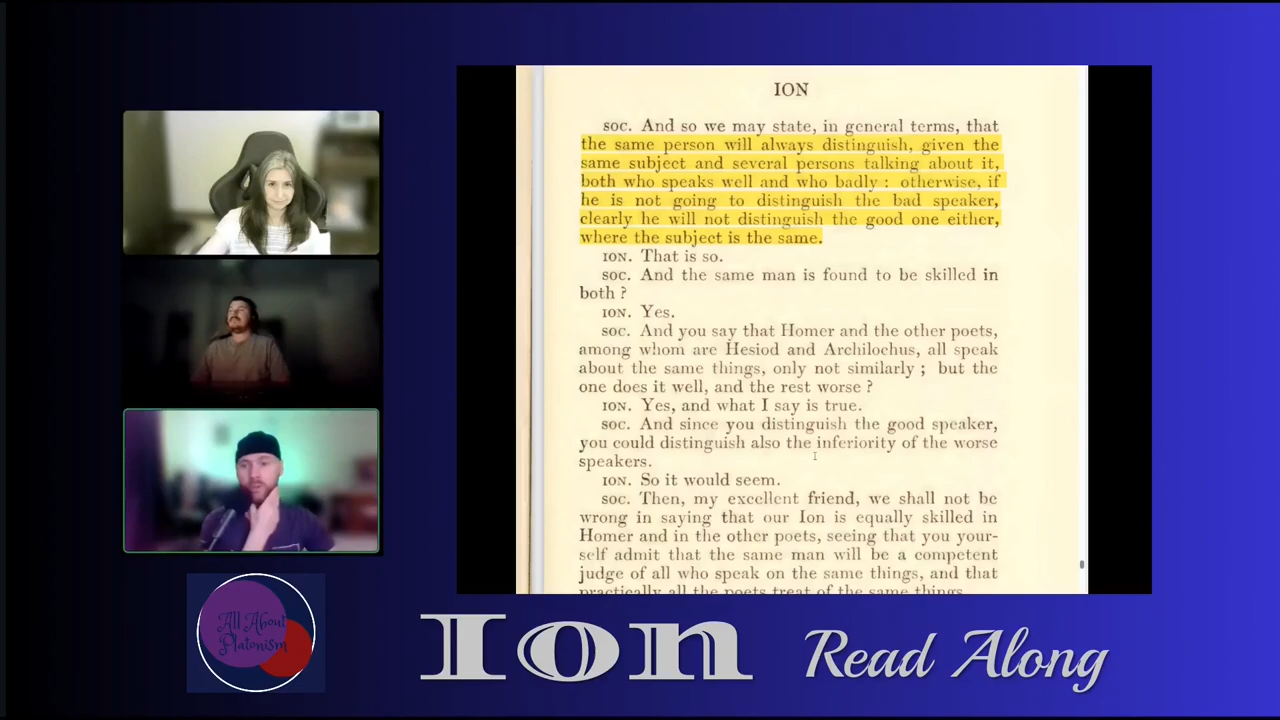 ION
SOC. And so we may state, in general terms, that
the same person will always distinguish, given the
same subject and several persons talking about it,
both who speaks well and who badly : otherwise, if
he is not going to distinguish the bad speaker,
clearly he will not distinguish the good one either,
where the subject is the same.
ION. That is so.
SOC. And the same man is found to be skilled in
both ?
ION. Yes.
SOC. And you say that Homer and the other poets,
among whom are Hesiod and Archilochus, all speak
about the same things, only not similarly ; but the
one does it well, and the rest worse ?
ION. Yes, and what I say is true.
SOC. And since you distinguish the good speaker,
you could distinguish also the inferiority of the worse
speakers.
ION. So it would seem.
SOC. Then, my excellent friend, we shall not be
wrong in saying that our Ion is equally skilled in
Homer and in the other poets, seeing that you your-
self admit that the same man will be a competent
judge of all who speak on the same things, and that
practically all the poets treat of the same things.
All About
Platonism
Ion Read Along